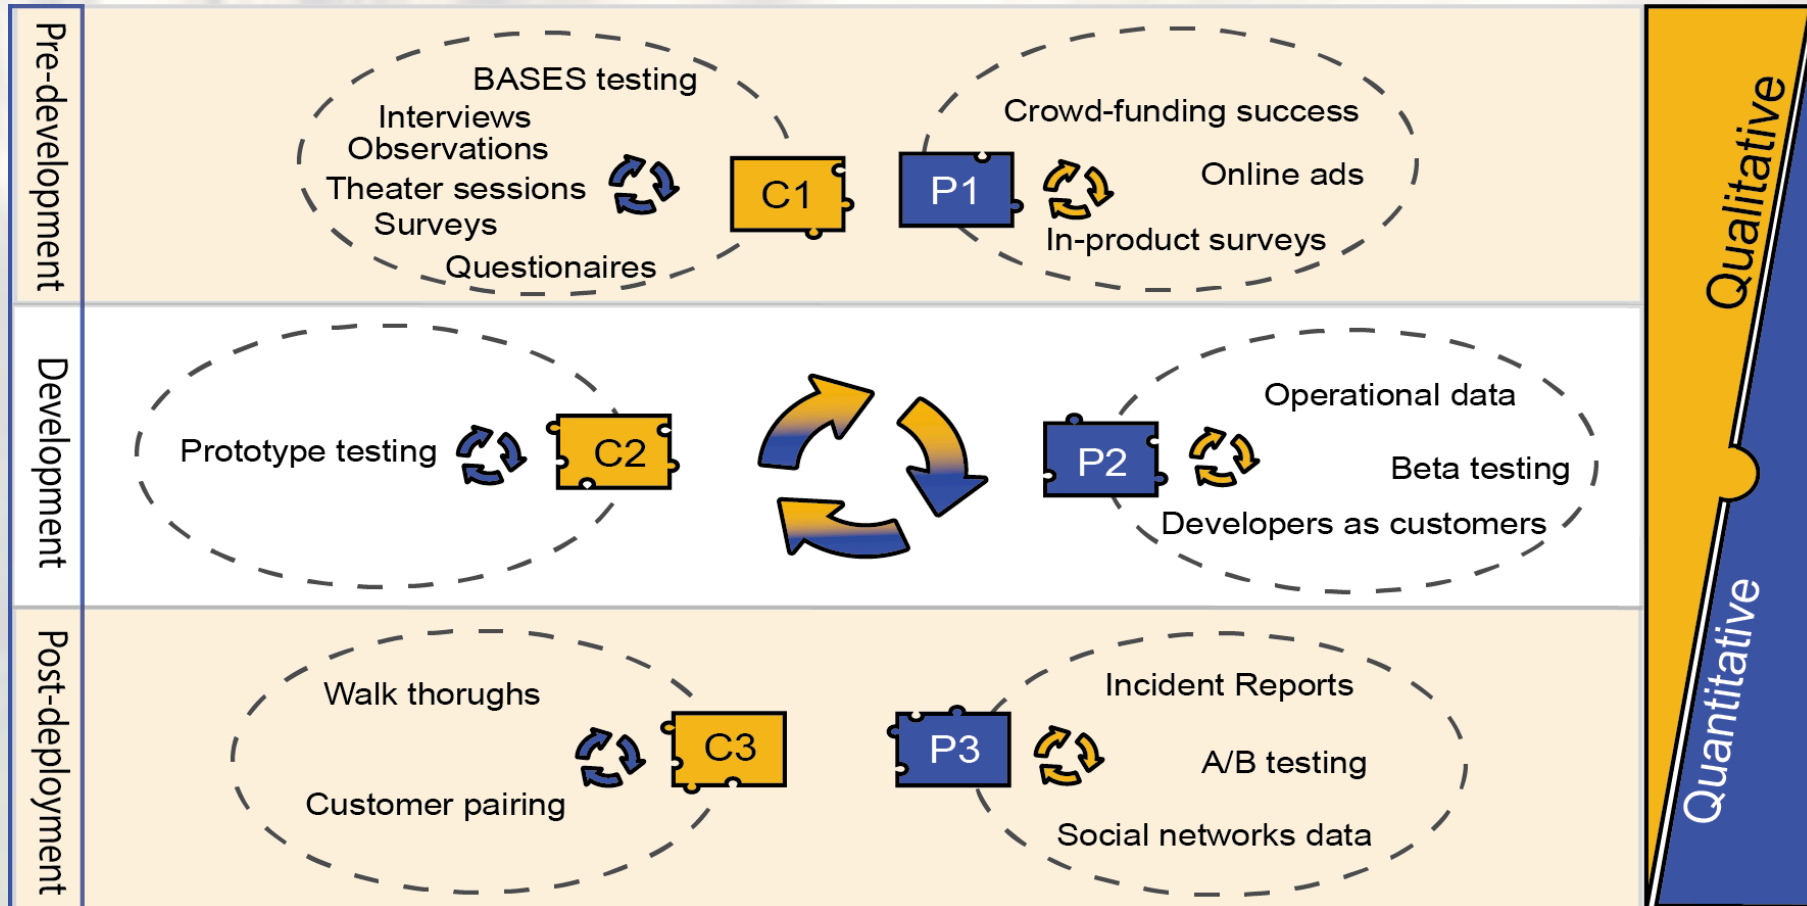 Pre-development
BASES testing
Interviews
Observations
Theater sessions
Surveys
Questionaires
C1
P1
Crowd-funding success
Online ads
In-product surveys
Development
Prototype testing
C2
P2
Operational data
Beta testing
Developers as customers
Post-deployment
Walk thorughs
Customer pairing
C3
P3
Incident Reports
A/B testing
Social networks data
Qualitative
Quantitative